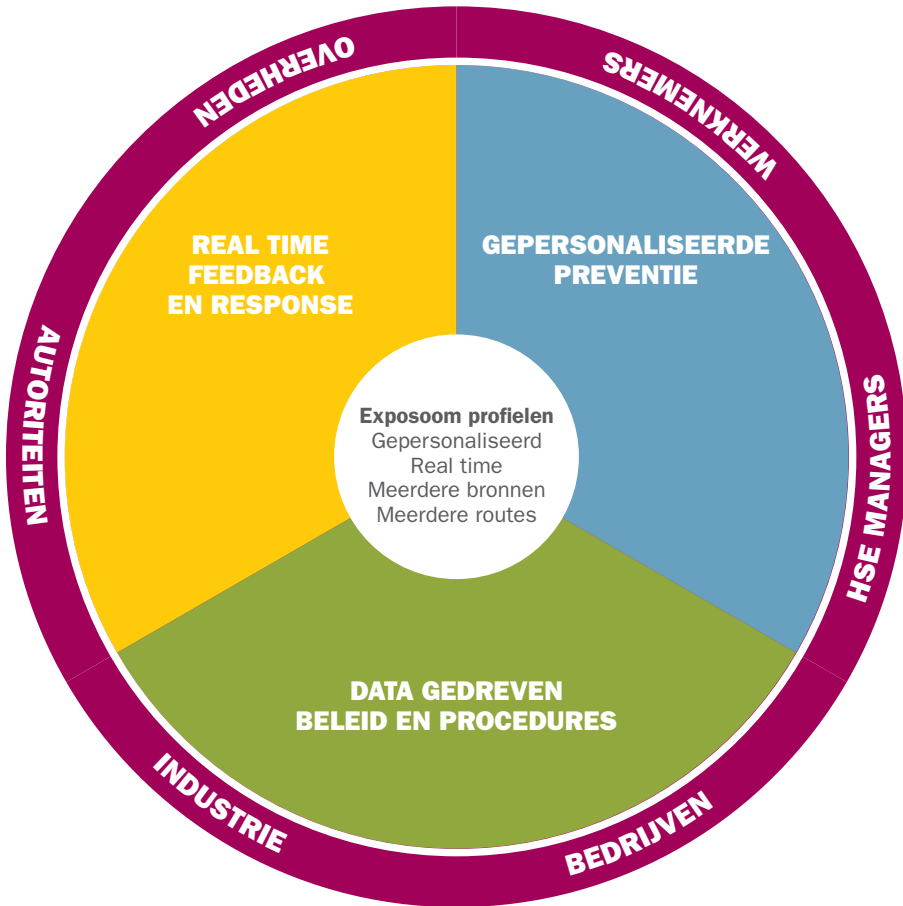 OVERHEDEN
WERKNEMERS
REAL TIME
FEEDBACK
EN RESPONSE
GEPERSONALISEERDE
PREVENTIE
AUTORITEITEN
HSE MANAGERS
Exposoom profielen
Gepersonaliseerd
Real time
Meerdere bronnen
Meerdere routes
DATA GEDREVEN
BELEID EN PROCEDURES
INDUSTRIE
BEDRIJVEN